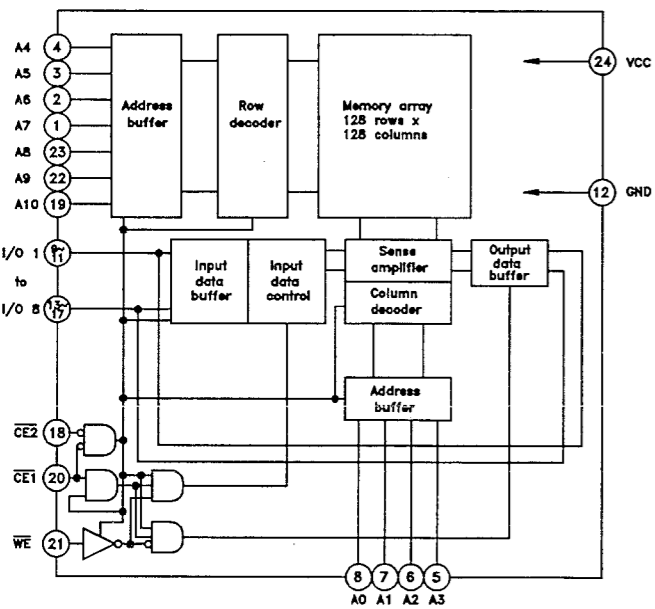 A4 4
A5 3
A6 2
A7 1
A8 23
A9 22
A10 19
Address
buffer
Row
decoder
Memory array
128 rows x
128 columns
24 VCC
12 GND
I/O 1 9~11
to
I/O 8 13~17
Input
data
buffer
Input
data
control
Sense
amplifier
Column
decoder
Output
data
buffer
Address
buffer
CE2 18
CE1 20
WE 21
8 7 6 5
A0 A1 A2 A3